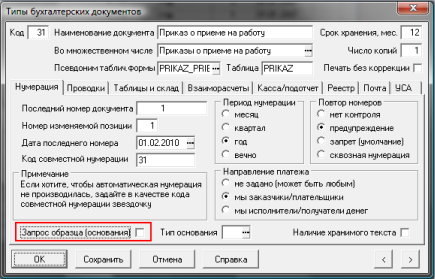 Типы бухгалтерских документов
Код 31 Наименование документа Приказ о приеме на работу Срок хранения, мес. 12
Во множественном числе Приказы о приеме на работу Число копий 1
Псевдоним таблич.формы PRIKAZ_PRIE Таблица PRIKAZ Печать без коррекции
Нумерация Проводки Таблицы и склад Взаиморасчеты Касса/подотчет Реестр Почта УСА
Последний номер документа 1
Номер изменяемой позиции 1
Дата последнего номера 01.02.2010
Код совместной нумерации 31
Период нумерации
месяц
квартал
год
вечно
Повтор номеров
нет контроля
предупреждение
запрет (умолчание)
сквозная нумерация
Примечание
Если хотите, чтобы автоматическая нумерация
не производилась, задайте в качестве кода
совместной нумерации звездочку
Направление платежа
не задано (может быть любым)
мы заказчики/плательщики
мы исполнители/получатели денег
Запрос образца (основания) Тип основания Наличие хранимого текста
OK Сохранить Отмена Справка < >